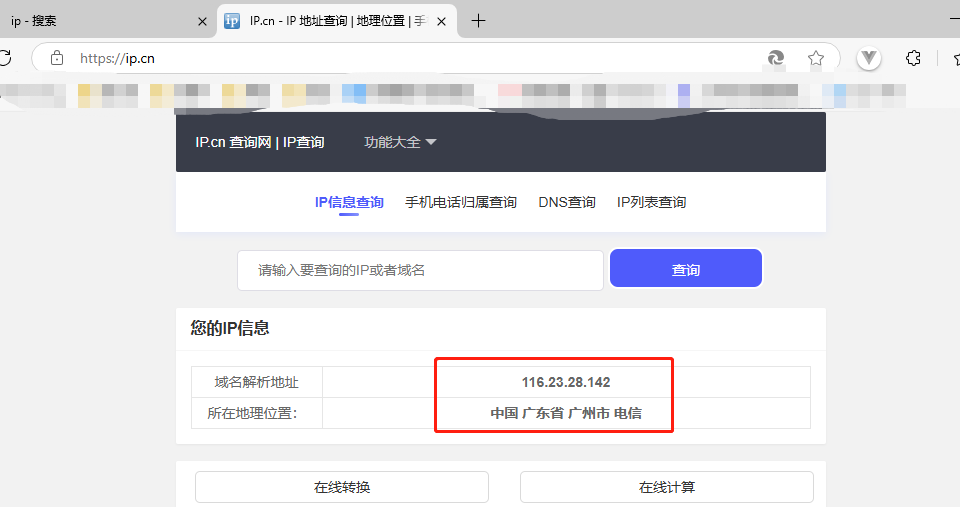 ip - 搜索
IP.cn - IP 地址查询 | 地理位置 | 手
https://ip.cn
IP.cn 查询网 | IP查询
功能大全
IP信息查询 手机电话归属查询 DNS查询 IP列表查询
请输入要查询的IP或者域名
查询
您的IP信息
域名解析地址 116.23.28.142
所在地理位置： 中国 广东省 广州市 电信
在线转换 在线计算